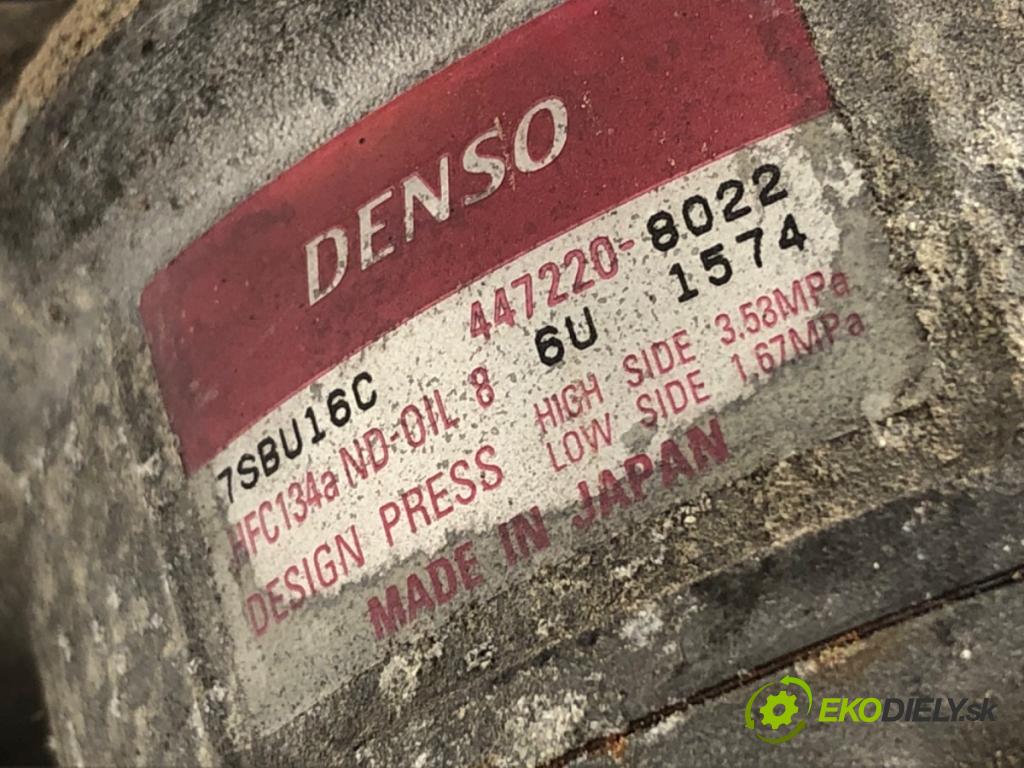 DENSO
447220-8022
7SBU16C 6U 1574
HFC134a ND-OIL 8
DESIGN PRESS HIGH SIDE 3.53MPa
LOW SIDE 1.67MPa
MADE IN JAPAN
EKODIELY.sk